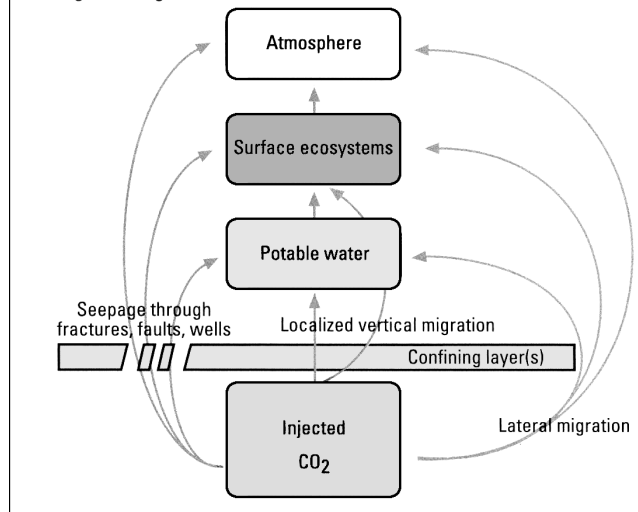 Atmosphere
Surface ecosystems
Potable water
Seepage through
fractures, faults, wells
Localized vertical migration
Confining layer(s)
Injected
CO2
Lateral migration